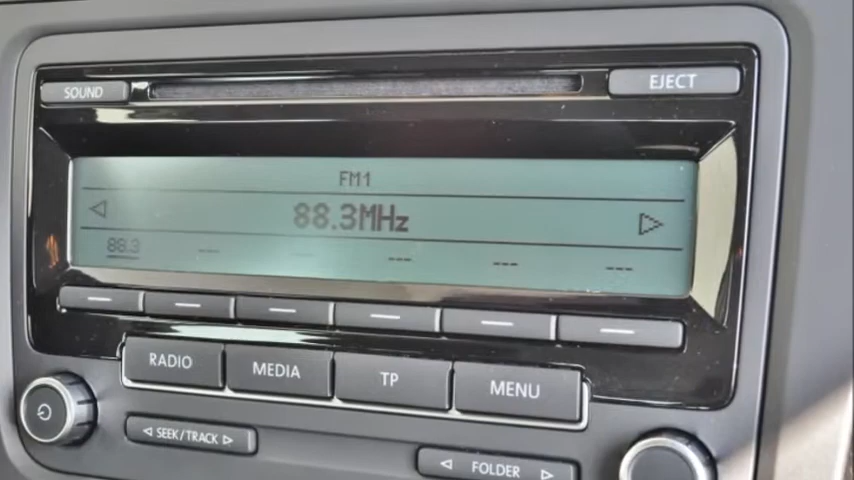 SOUND
EJECT
FM1
88.3MHz
88.3 --- --- --- --- ---
RADIO MEDIA TP MENU
SEEK/TRACK
FOLDER